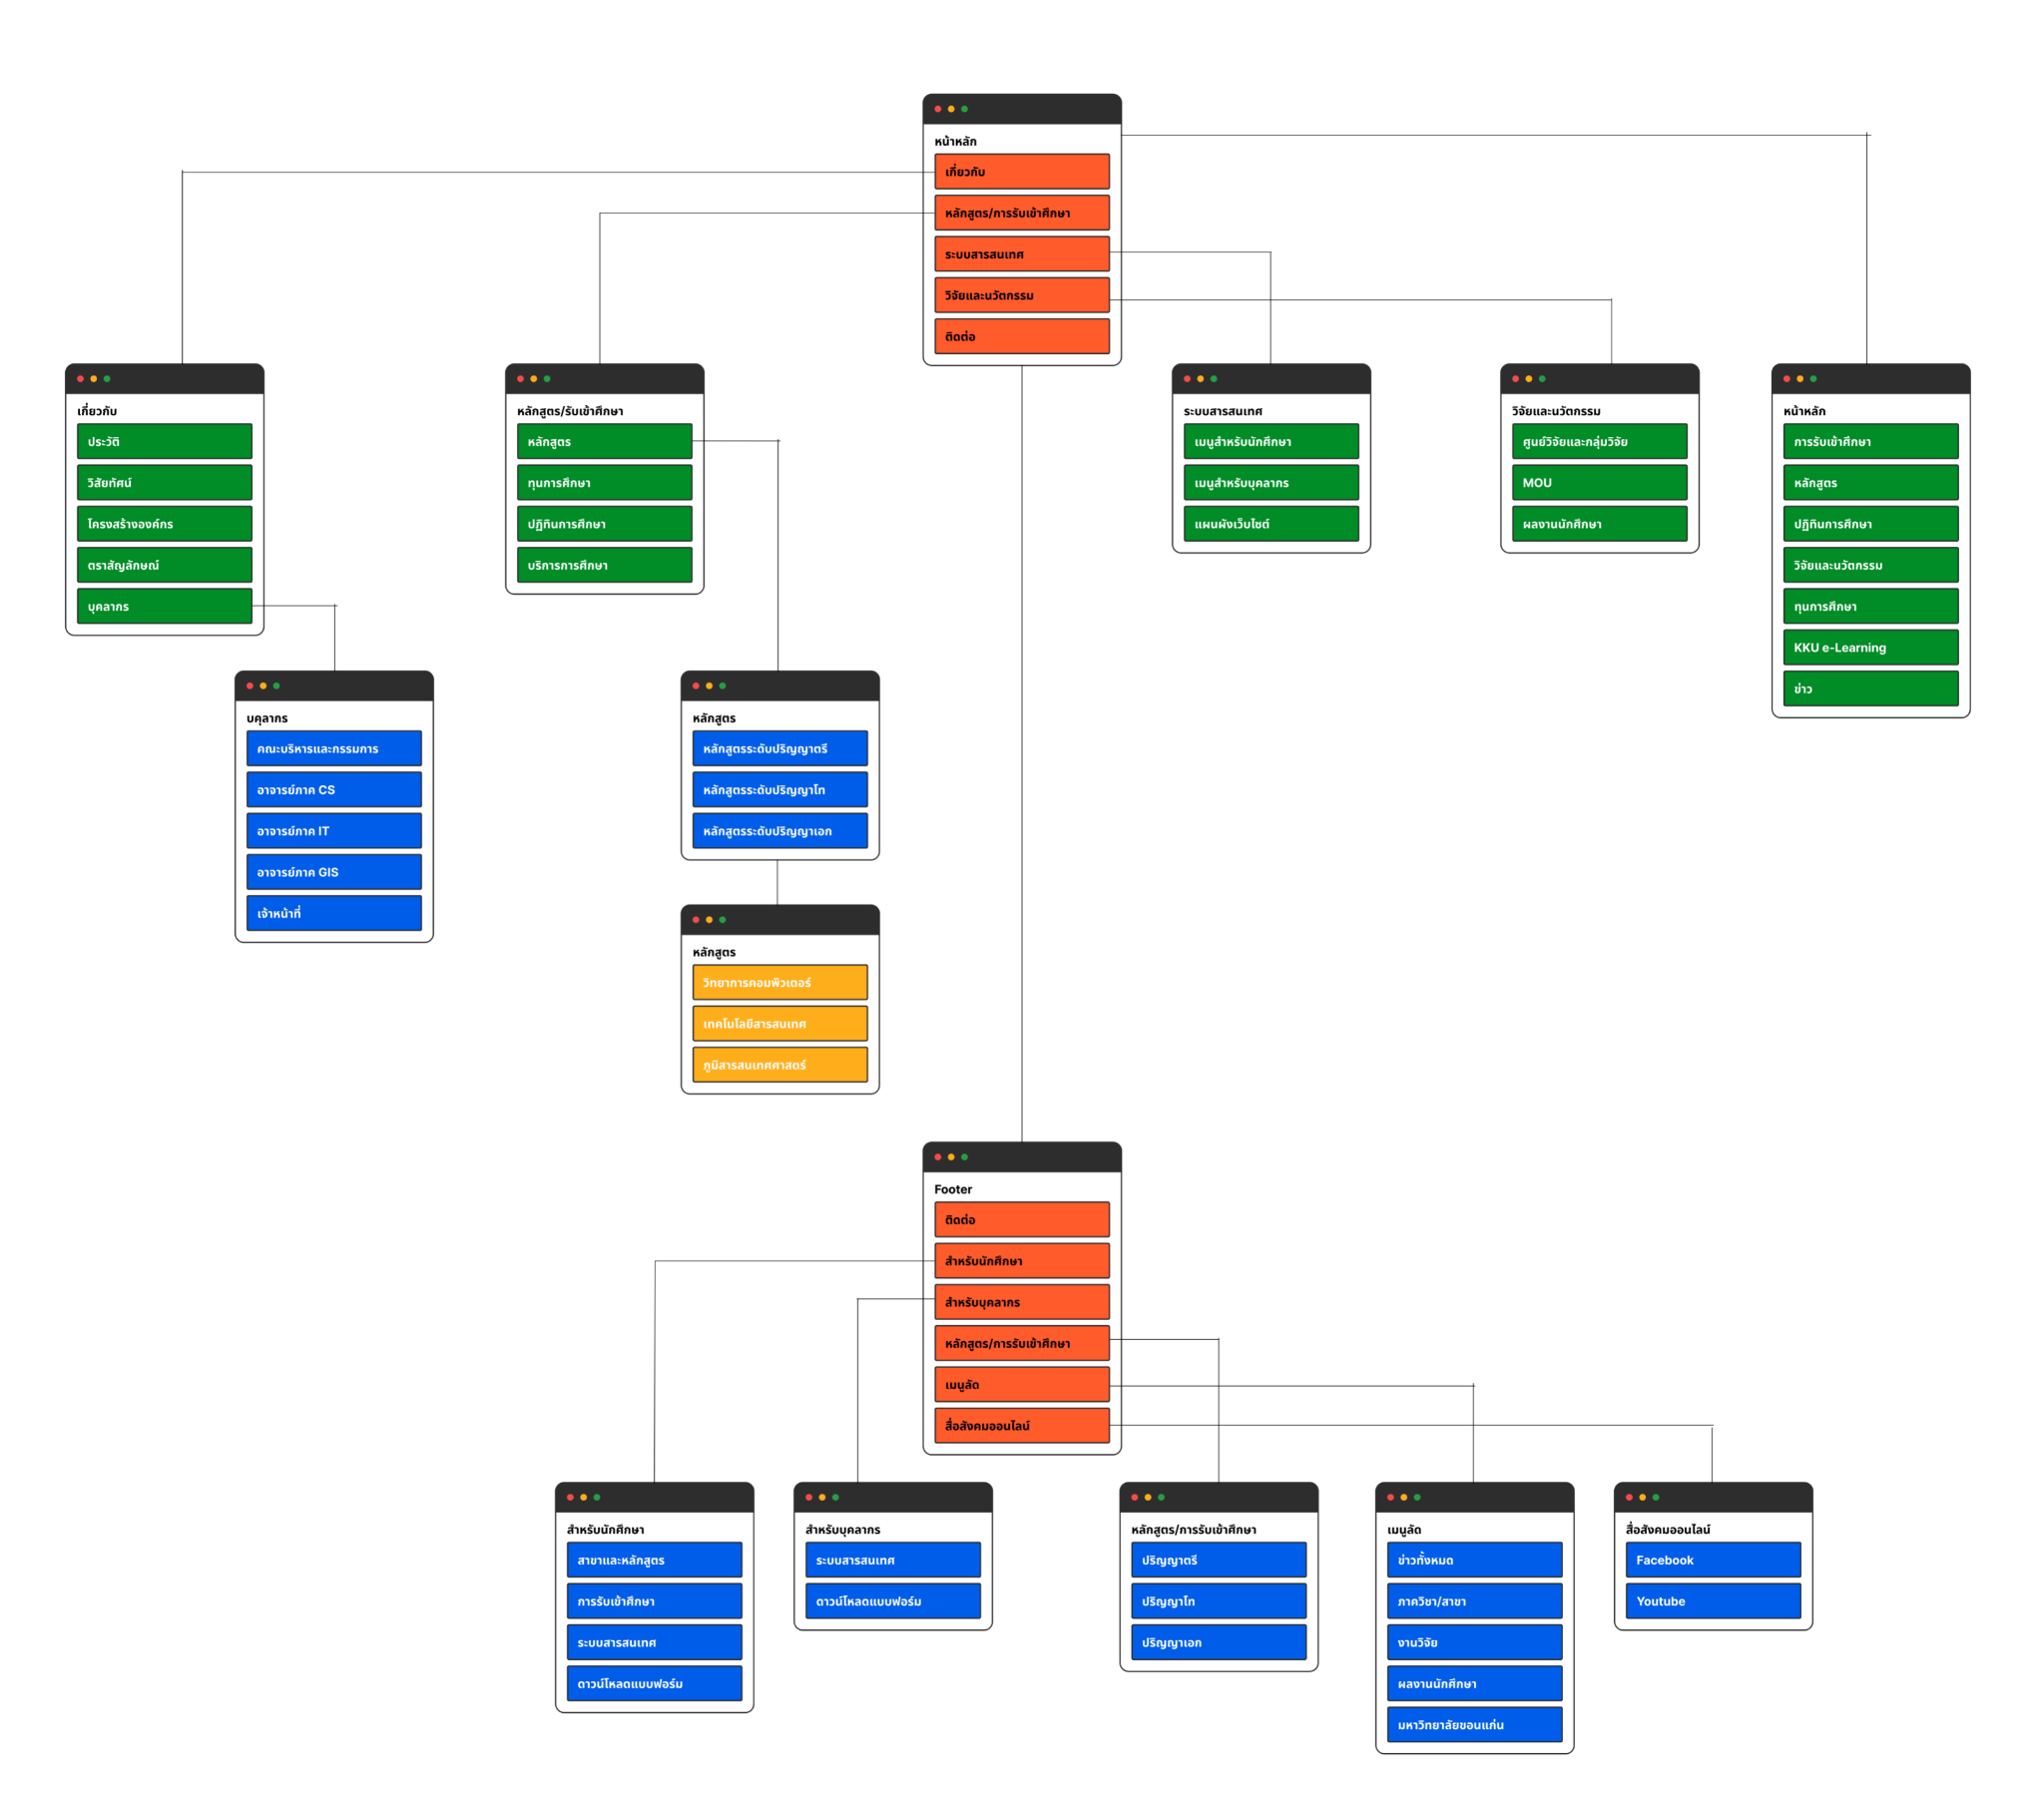 หน้าหลัก
เกี่ยวกับ
หลักสูตร/การรับเข้าศึกษา
ระบบสารสนเทศ
วิจัยและนวัตกรรม
ติดต่อ
เกี่ยวกับ
ประวัติ
วิสัยทัศน์
โครงสร้างองค์กร
ตราสัญลักษณ์
บุคลากร
หลักสูตร/รับเข้าศึกษา
หลักสูตร
ทุนการศึกษา
ปฏิทินการศึกษา
บริการการศึกษา
ระบบสารสนเทศ
เมนูสำหรับนักศึกษา
เมนูสำหรับบุคลากร
แผนผังเว็บไซต์
วิจัยและนวัตกรรม
ศูนย์วิจัยและกลุ่มวิจัย
MOU
ผลงานนักศึกษา
หน้าหลัก
การรับเข้าศึกษา
หลักสูตร
ปฏิทินการศึกษา
วิจัยและนวัตกรรม
ทุนการศึกษา
KKU e-Learning
ข่าว
บคุลากร
คณะบริหารและกรรมการ
อาจารย์ภาค CS
อาจารย์ภาค IT
อาจารย์ภาค GIS
เจ้าหน้าที่
หลักสูตร
หลักสูตรระดับปริญญาตรี
หลักสูตรระดับปริญญาโท
หลักสูตรระดับปริญญาเอก
หลักสูตร
วิทยาการคอมพิวเตอร์
เทคโนโลยีสารสนเทศ
ภูมิสารสนเทศศาสตร์
Footer
ติดต่อ
สำหรับนักศึกษา
สำหรับบุคลากร
หลักสูตร/การรับเข้าศึกษา
เมนูลัด
สื่อสังคมออนไลน์
สำหรับนักศึกษา
สาขาและหลักสูตร
การรับเข้าศึกษา
ระบบสารสนเทศ
ดาวน์โหลดแบบฟอร์ม
สำหรับบุคลากร
ระบบสารสนเทศ
ดาวน์โหลดแบบฟอร์ม
หลักสูตร/การรับเข้าศึกษา
ปริญญาตรี
ปริญญาโท
ปริญญาเอก
เมนูลัด
ข่าวทั้งหมด
ภาควิชา/สาขา
งานวิจัย
ผลงานนักศึกษา
มหาวิทยาลัยขอนแก่น
สื่อสังคมออนไลน์
Facebook
Youtube